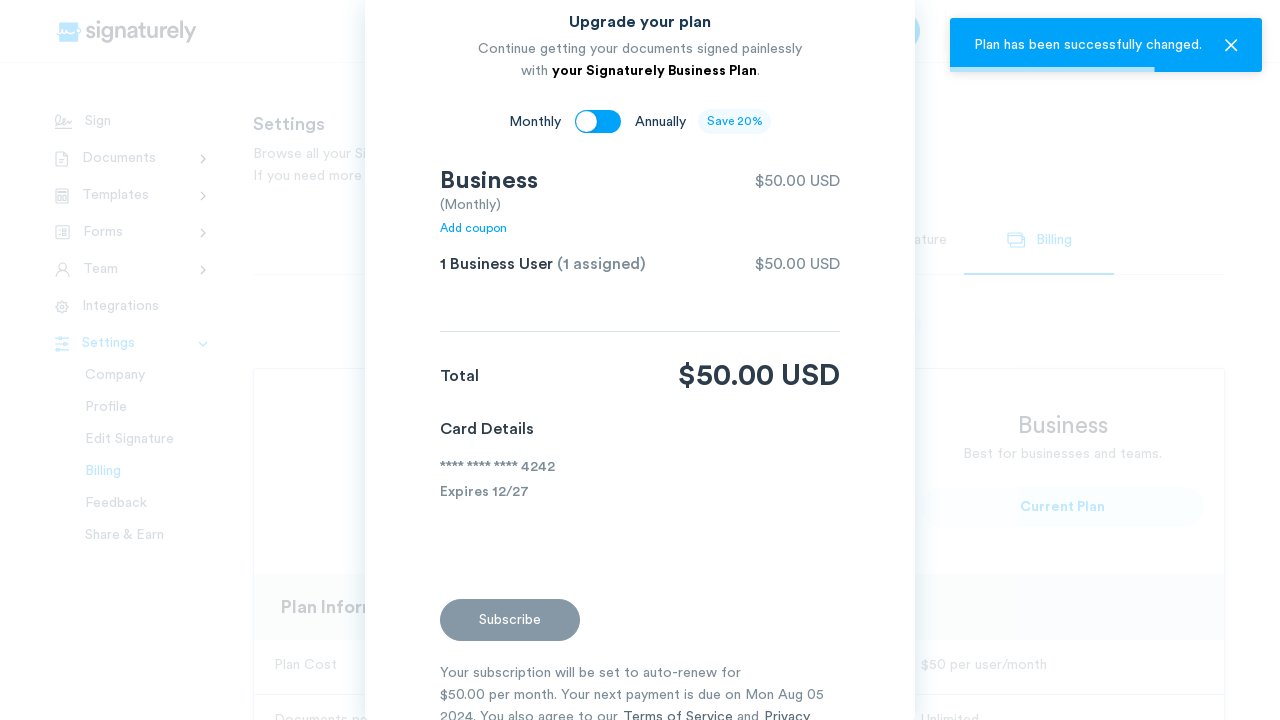 signaturely
Sign
Documents
Templates
Forms
Team
Integrations
Settings
Company
Profile
Edit Signature
Billing
Feedback
Share & Earn
Settings
Browse all your Si
If you need more
ature
Billing
Upgrade your plan
Continue getting your documents signed painlessly
with your Signaturely Business Plan.
Monthly Annually Save 20%
Business $50.00 USD
(Monthly)
Add coupon
1 Business User (1 assigned) $50.00 USD
Total $50.00 USD
Card Details
**** **** **** 4242
Expires 12/27
Subscribe
Your subscription will be set to auto-renew for
$50.00 per month. Your next payment is due on Mon Aug 05
2024. You also agree to our Terms of Service and Privacy
Plan has been successfully changed.
Business
Best for businesses and teams.
Current Plan
Plan Inform
Plan Cost
$50 per user/month
Documents pe
Unlimited